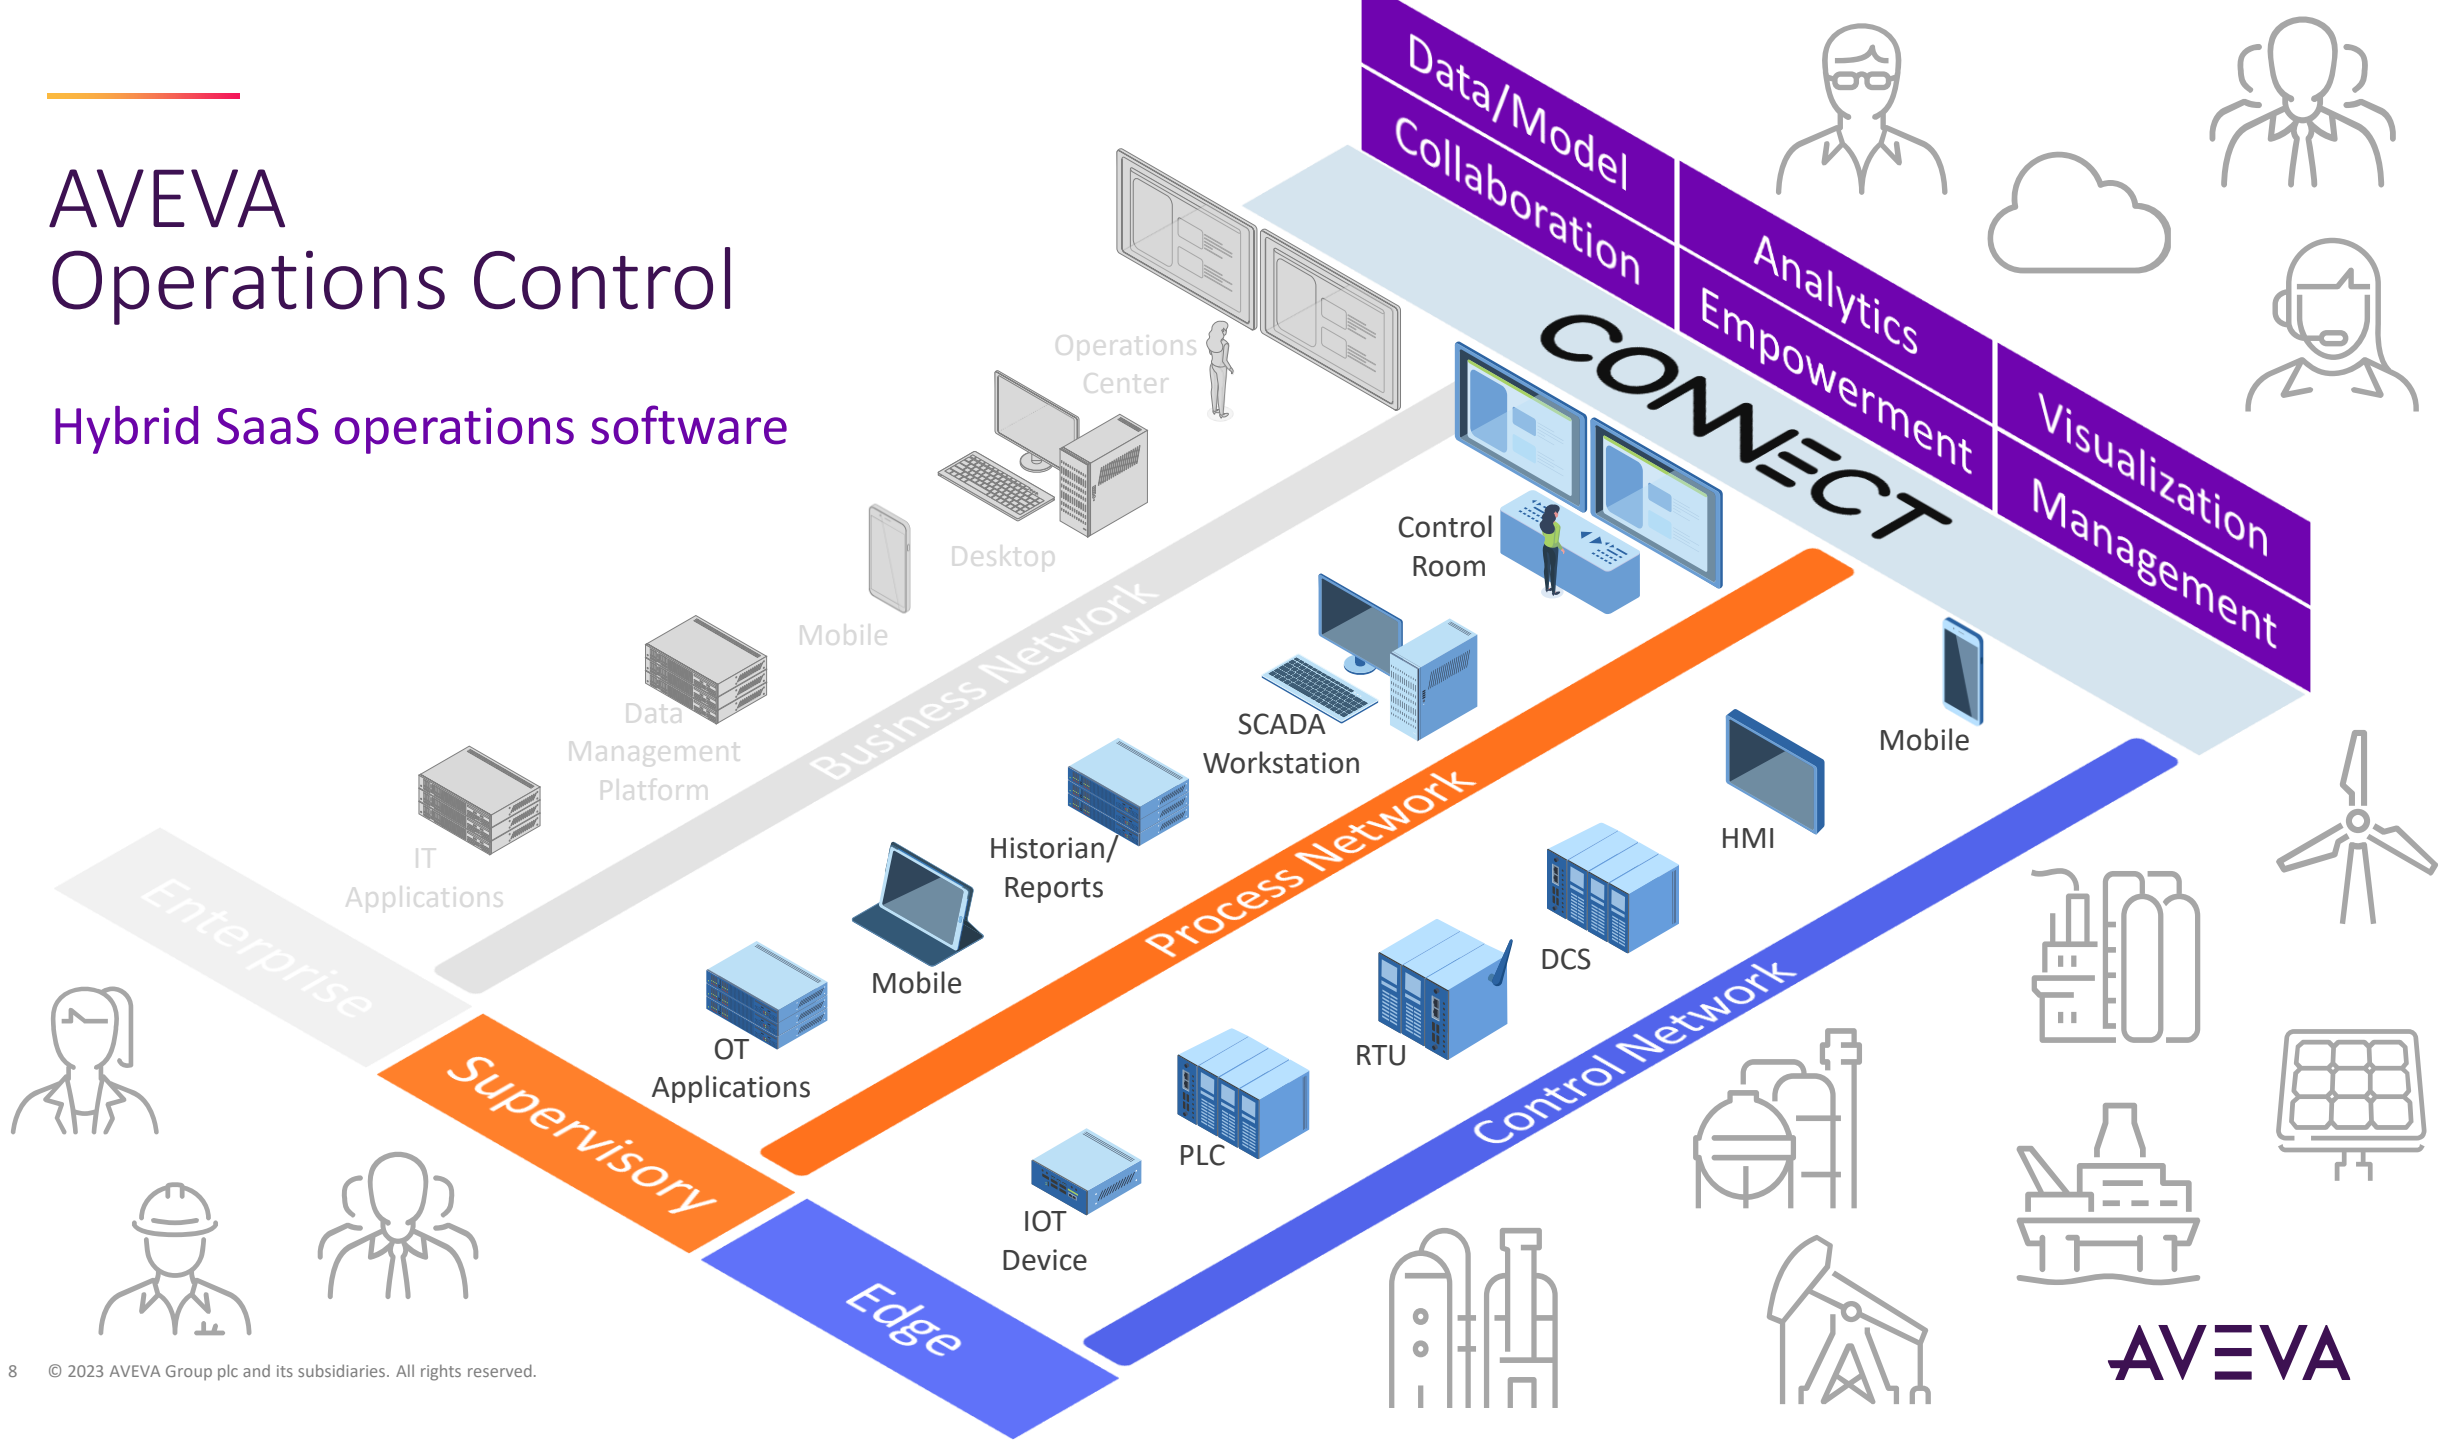 AVEVA
Operations Control
Hybrid SaaS operations software
Data/Model
Collaboration
Analytics
Empowerment
Visualization
Management
CONNECT
Operations
Center
Desktop
Mobile
Data
Management
Platform
IT
Applications
Business Network
Enterprise
Control
Room
SCADA
Workstation
Historian/
Reports
Mobile
OT
Applications
Process Network
Supervisory
Mobile
HMI
DCS
RTU
PLC
IOT
Device
Control Network
Edge
8 © 2023 AVEVA Group plc and its subsidiaries. All rights reserved.
AVEVA